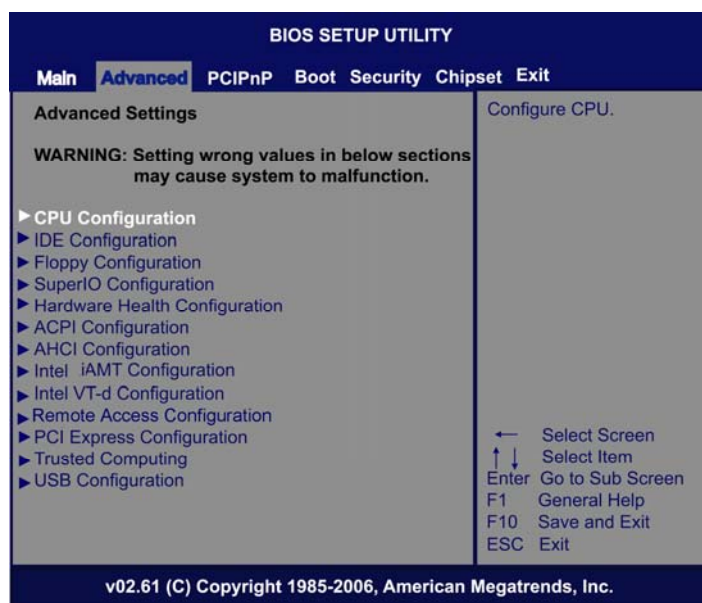 BIOS SETUP UTILITY
Main Advanced PCIPnP Boot Security Chipset Exit
Advanced Settings
WARNING: Setting wrong values in below sections
may cause system to malfunction.
CPU Configuration
IDE Configuration
Floppy Configuration
SuperIO Configuration
Hardware Health Configuration
ACPI Configuration
AHCI Configuration
Intel iAMT Configuration
Intel VT-d Configuration
Remote Access Configuration
PCI Express Configuration
Trusted Computing
USB Configuration
Configure CPU.
← Select Screen
↑↓ Select Item
Enter Go to Sub Screen
F1 General Help
F10 Save and Exit
ESC Exit
v02.61 (C) Copyright 1985-2006, American Megatrends, Inc.